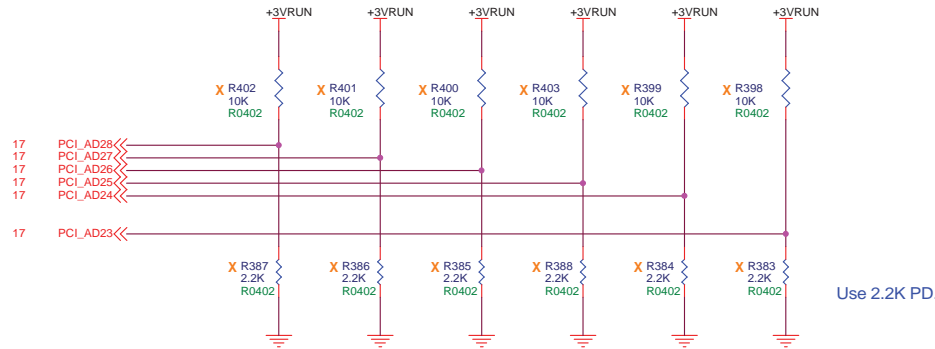 +3VRUN +3VRUN +3VRUN +3VRUN +3VRUN +3VRUN
X R402 X R401 X R400 X R403 X R399 X R398
10K 10K 10K 10K 10K 10K
R0402 R0402 R0402 R0402 R0402 R0402
17 PCI_AD28
17 PCI_AD27
17 PCI_AD26
17 PCI_AD25
17 PCI_AD24
17 PCI_AD23
X R387 X R386 X R385 X R388 X R384 X R383
2.2K 2.2K 2.2K 2.2K 2.2K 2.2K
R0402 R0402 R0402 R0402 R0402 R0402
Use 2.2K PD.